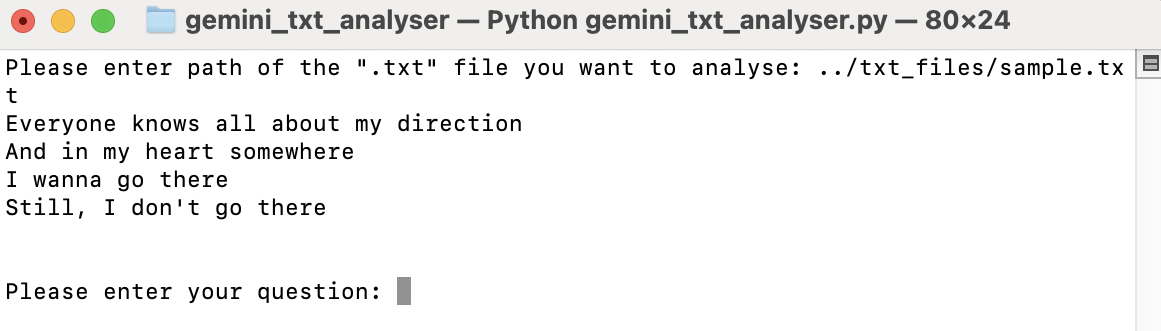 gemini_txt_analyser — Python gemini_txt_analyser.py — 80×24
Please enter path of the ".txt" file you want to analyse: ../txt_files/sample.tx
t
Everyone knows all about my direction
And in my heart somewhere
I wanna go there
Still, I don't go there
Please enter your question: